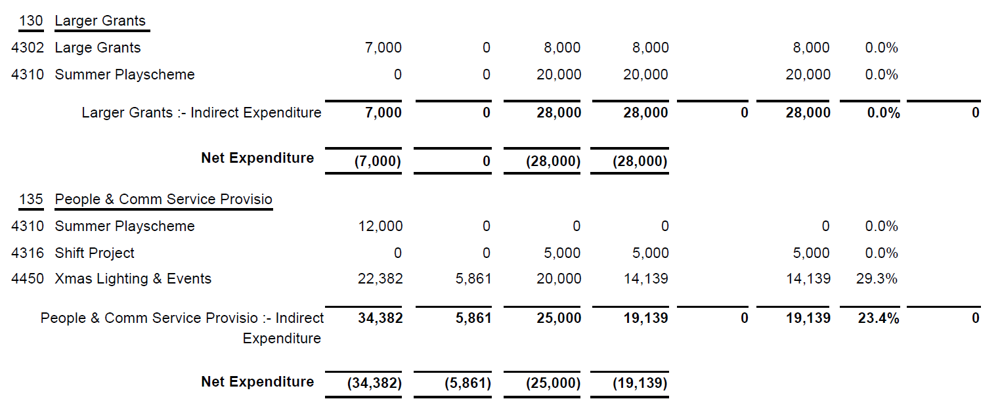 130 Larger Grants
4302 Large Grants 7,000 0 8,000 8,000 8,000 0.0%
4310 Summer Playscheme 0 0 20,000 20,000 20,000 0.0%
Larger Grants :- Indirect Expenditure 7,000 0 28,000 28,000 0 28,000 0.0% 0
Net Expenditure (7,000) 0 (28,000) (28,000)
135 People & Comm Service Provisio
4310 Summer Playscheme 12,000 0 0 0 0 0.0%
4316 Shift Project 0 0 5,000 5,000 5,000 0.0%
4450 Xmas Lighting & Events 22,382 5,861 20,000 14,139 14,139 29.3%
People & Comm Service Provisio :- Indirect 34,382 5,861 25,000 19,139 0 19,139 23.4% 0
Expenditure
Net Expenditure (34,382) (5,861) (25,000) (19,139)